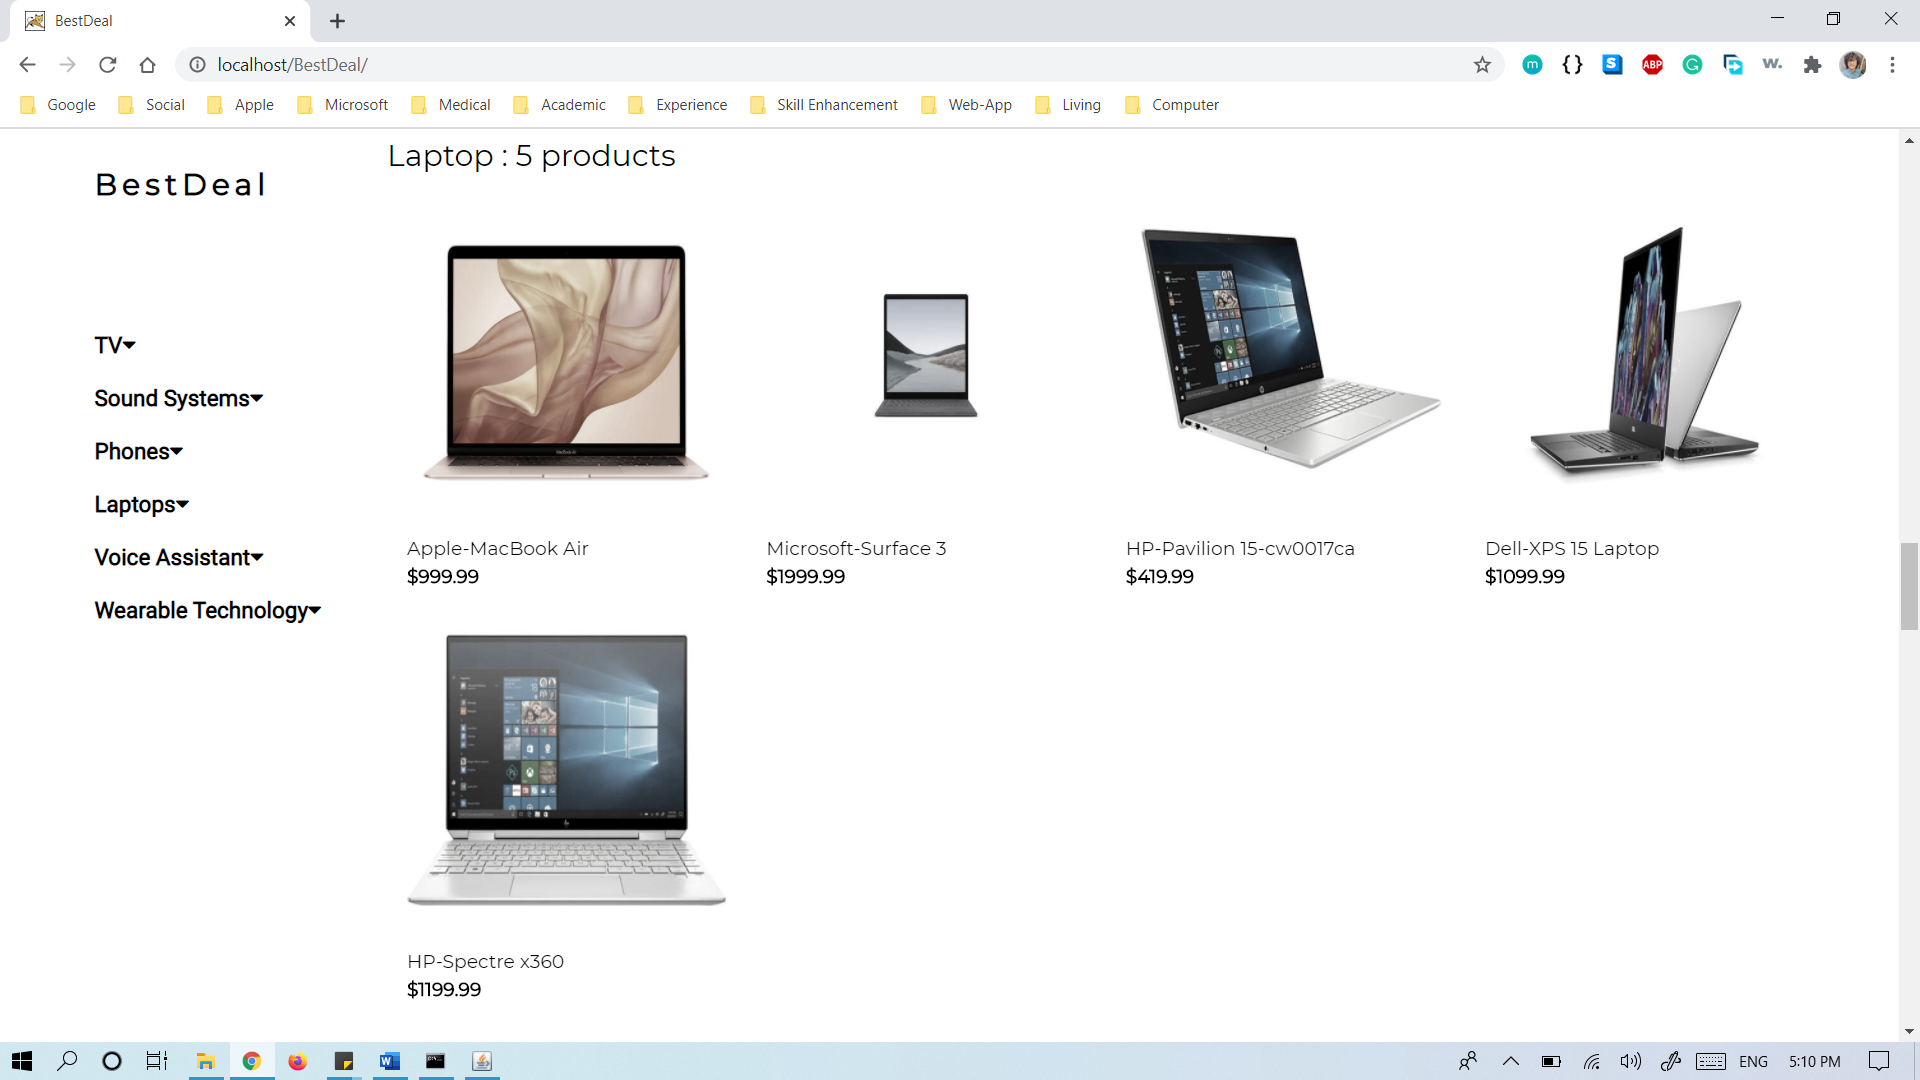 BestDeal
localhost/BestDeal/
Google Social Apple Microsoft Medical Academic Experience Skill Enhancement Web-App Living Computer
BestDeal
TV
Sound Systems
Phones
Laptops
Voice Assistant
Wearable Technology
Laptop : 5 products
Apple-MacBook Air
$999.99
Microsoft-Surface 3
$1999.99
HP-Pavilion 15-cw0017ca
$419.99
Dell-XPS 15 Laptop
$1099.99
HP-Spectre x360
$1199.99
ENG
5:10 PM